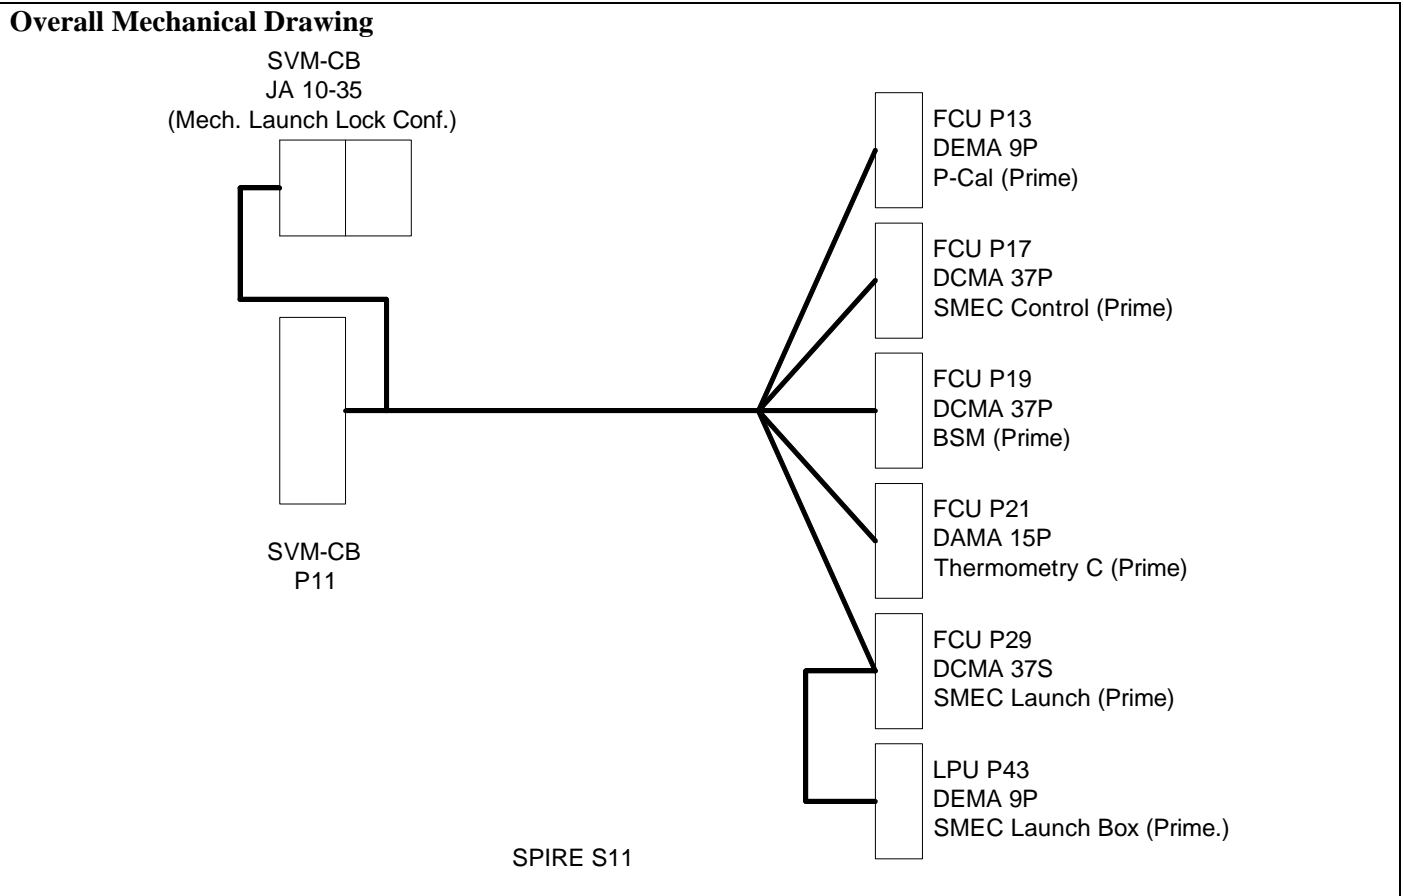 Overall Mechanical Drawing
SVM-CB
JA 10-35
(Mech. Launch Lock Conf.)
SVM-CB
P11
FCU P13
DEMA 9P
P-Cal (Prime)
FCU P17
DCMA 37P
SMEC Control (Prime)
FCU P19
DCMA 37P
BSM (Prime)
FCU P21
DAMA 15P
Thermometry C (Prime)
FCU P29
DCMA 37S
SMEC Launch (Prime)
LPU P43
DEMA 9P
SMEC Launch Box (Prime.)
SPIRE S11